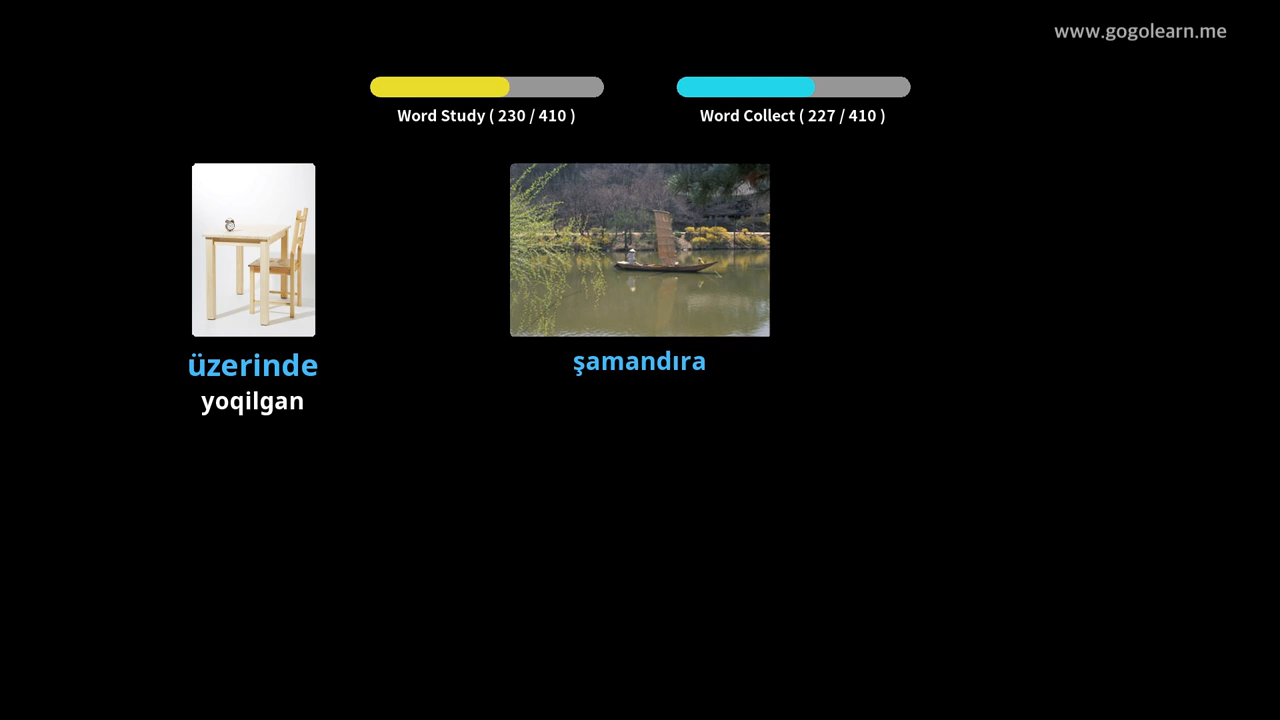 www.gogolearn.me
Word Study ( 230 / 410 )
Word Collect ( 227 / 410 )
üzerinde
yoqilgan
şamandıra